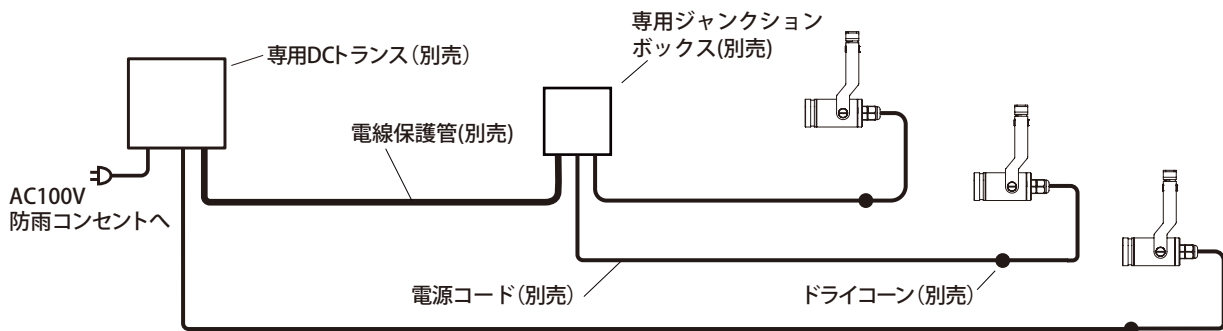 専用DCトランス（別売）
専用ジャンクション
ボックス(別売)
電線保護管(別売)
AC100V
防雨コンセントへ
電源コード（別売）
ドライコーン（別売）